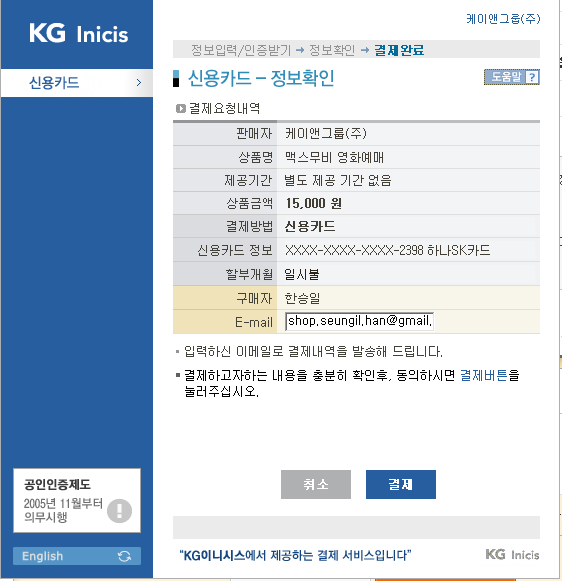 케이앤그룹(주)
KG Inicis
정보입력/인증받기 → 정보확인 → 결제완료
신용카드
신용카드 - 정보확인
도움말 ?
결제요청내역
판매자 케이앤그룹(주)
상품명 맥스무비 영화예매
제공기간 별도 제공 기간 없음
상품금액 15,000 원
결제방법 신용카드
신용카드 정보 XXXX-XXXX-XXXX-2398 하나SK카드
할부개월 일시불
구매자 한승일
E-mail shop.seungil.han@gmail.
입력하신 이메일로 결제내역을 발송해 드립니다.
결제하고자하는 내용을 충분히 확인후, 동의하시면 결제버튼을
눌러주십시오.
취소 결제
공인인증제도
2005년 11월부터
의무시행
English
"KG이니시스에서 제공하는 결제 서비스입니다"
KG Inicis